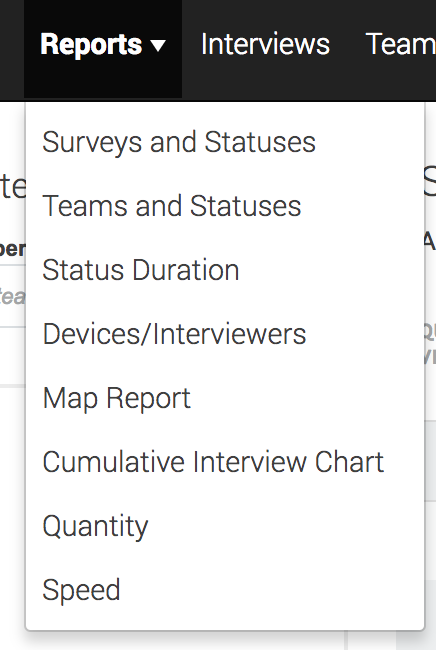 Reports ▼ Interviews Team
Surveys and Statuses
Teams and Statuses
Status Duration
Devices/Interviewers
Map Report
Cumulative Interview Chart
Quantity
Speed